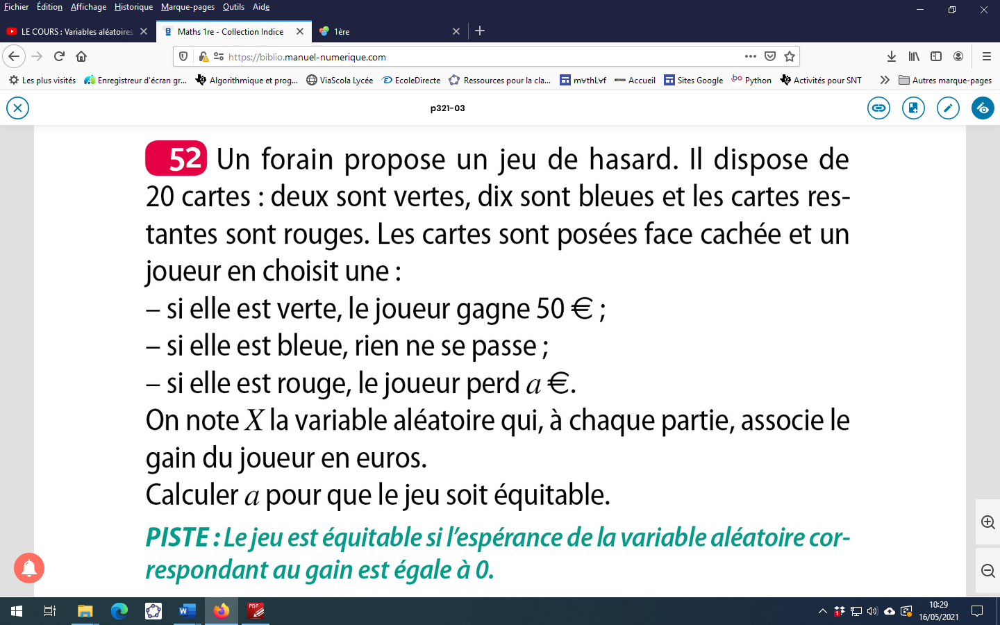 Fichier Édition Affichage Historique Marque-pages Outils Aide
LE COURS : Variables aléatoires
Maths 1re - Collection Indice
1ère
https://biblio.manuel-numerique.com
Les plus visités Enregistreur d'écran gr... Algorithmique et prog... ViaScola Lycée EcoleDirecte Ressources pour la cla... m∀thL∀f Accueil Sites Google Python Activités pour SNT Autres marque-pages
p321-03
52 Un forain propose un jeu de hasard. Il dispose de
20 cartes : deux sont vertes, dix sont bleues et les cartes res-
tantes sont rouges. Les cartes sont posées face cachée et un
joueur en choisit une :
– si elle est verte, le joueur gagne 50 € ;
– si elle est bleue, rien ne se passe ;
– si elle est rouge, le joueur perd a €.
On note X la variable aléatoire qui, à chaque partie, associe le
gain du joueur en euros.
Calculer a pour que le jeu soit équitable.
PISTE : Le jeu est équitable si l'espérance de la variable aléatoire cor-
respondant au gain est égale à 0.
10:29
16/05/2021